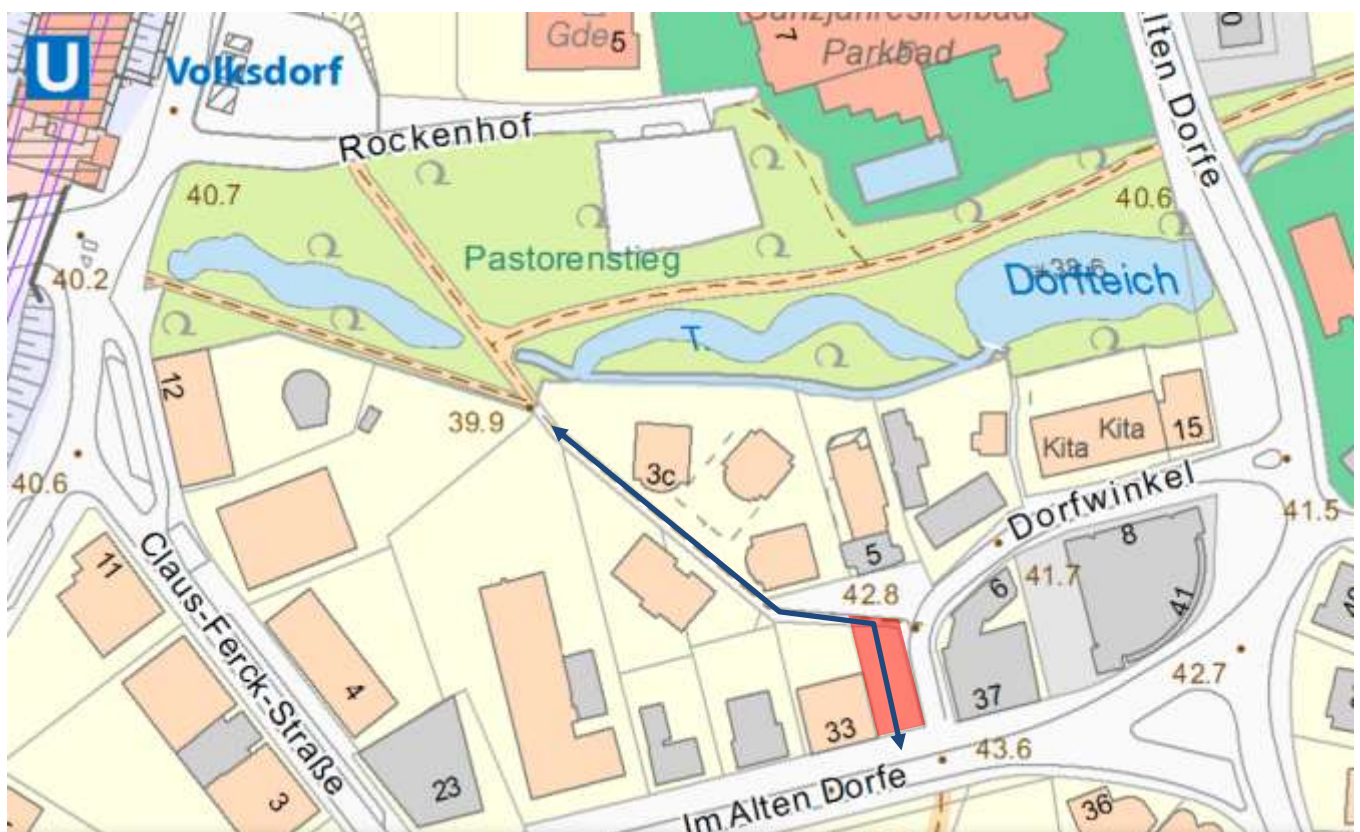 U Volksdorf
Gde 5
7
Ganzjahresfreibad
Parkbad
Alten Dorfe
Rockenhof
40.7
40.6
Pastorenstieg
40
40.2
Dorfteich
T.
12
39.9
3c
Kita
Kita
15
40.6
Dorfwinkel
41.5
11
Claus-Ferck-Straße
5
42.8
41.7
8
6
41
4
42.7
37
33
43.6
23
3
Im Alten Dorfe
36